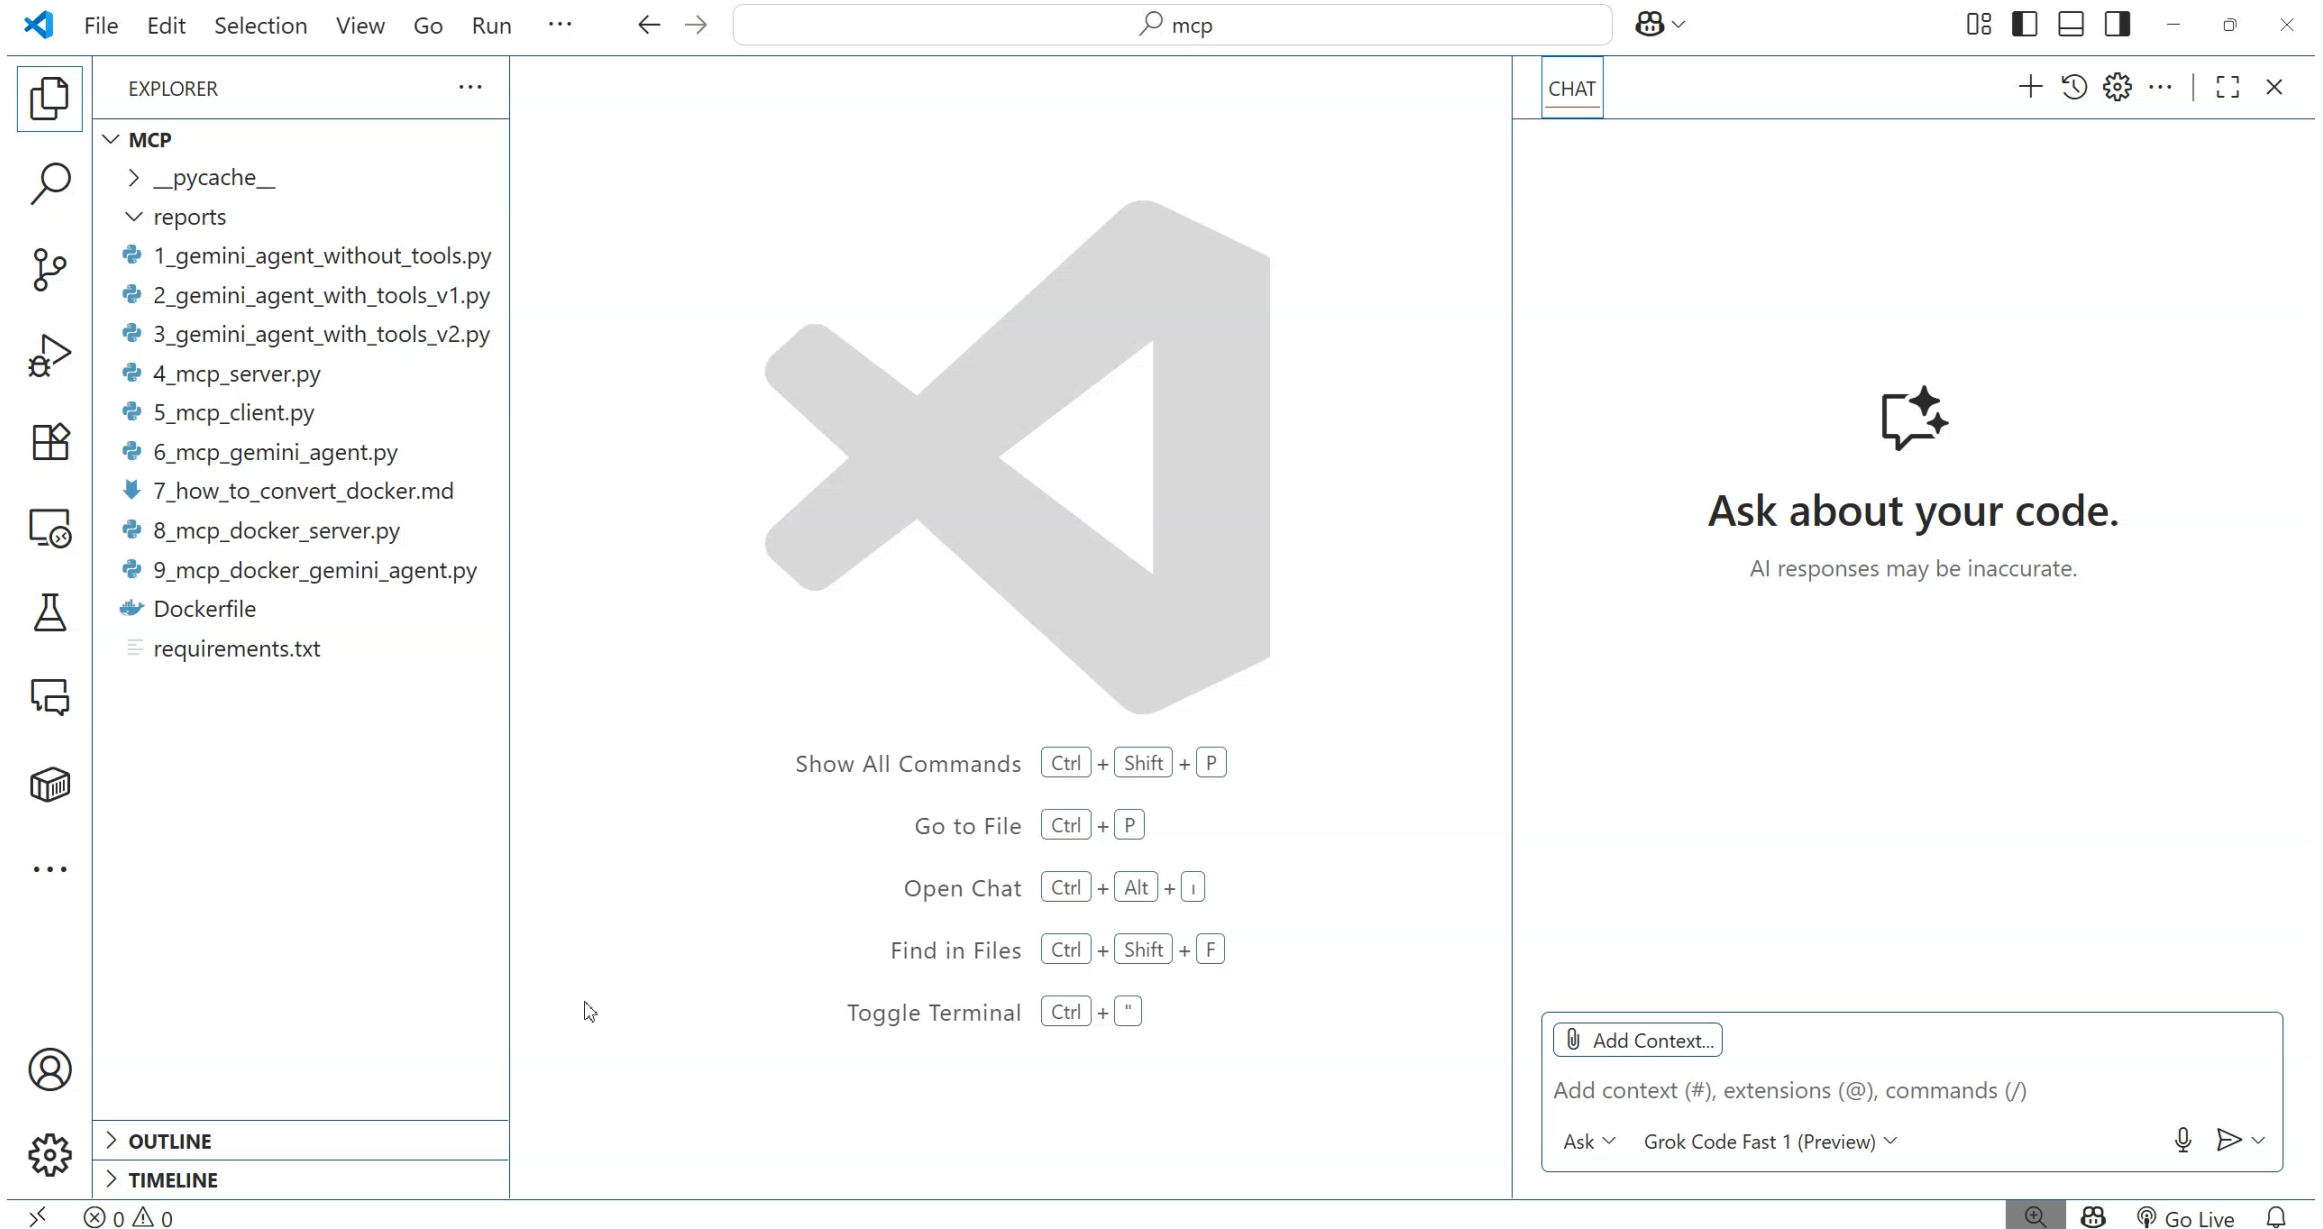 File Edit Selection View Go Run ··· mcp
EXPLORER ···
MCP
__pycache__
reports
1_gemini_agent_without_tools.py
2_gemini_agent_with_tools_v1.py
3_gemini_agent_with_tools_v2.py
4_mcp_server.py
5_mcp_client.py
6_mcp_gemini_agent.py
7_how_to_convert_docker.md
8_mcp_docker_server.py
9_mcp_docker_gemini_agent.py
Dockerfile
requirements.txt
OUTLINE
TIMELINE
Show All Commands Ctrl + Shift + P
Go to File Ctrl + P
Open Chat Ctrl + Alt + ı
Find in Files Ctrl + Shift + F
Toggle Terminal Ctrl + "
CHAT
Ask about your code.
AI responses may be inaccurate.
Add Context...
Add context (#), extensions (@), commands (/)
Ask Grok Code Fast 1 (Preview)
0 0 Go Live